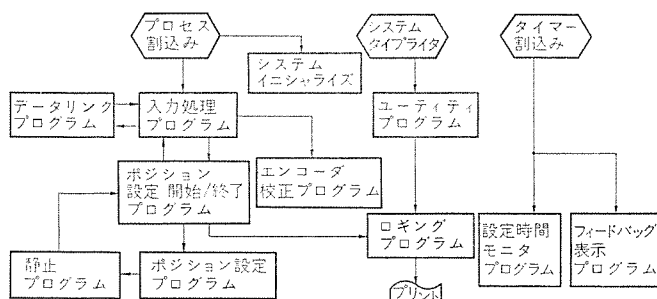 プロセス
割込み
システム
タイプライタ
タイマー
割込み
システム
イニシャライズ
データリンク
プログラム
入力処理
プログラム
ユーティティ
プログラム
ポジション
設定 開始/終了
プログラム
エンコーダ
校正プログラム
ロギング
プログラム
設定時間
モニタ
プログラム
フィードバッグ
表示
プログラム
静止
プログラム
ポジション設定
プログラム
プリント